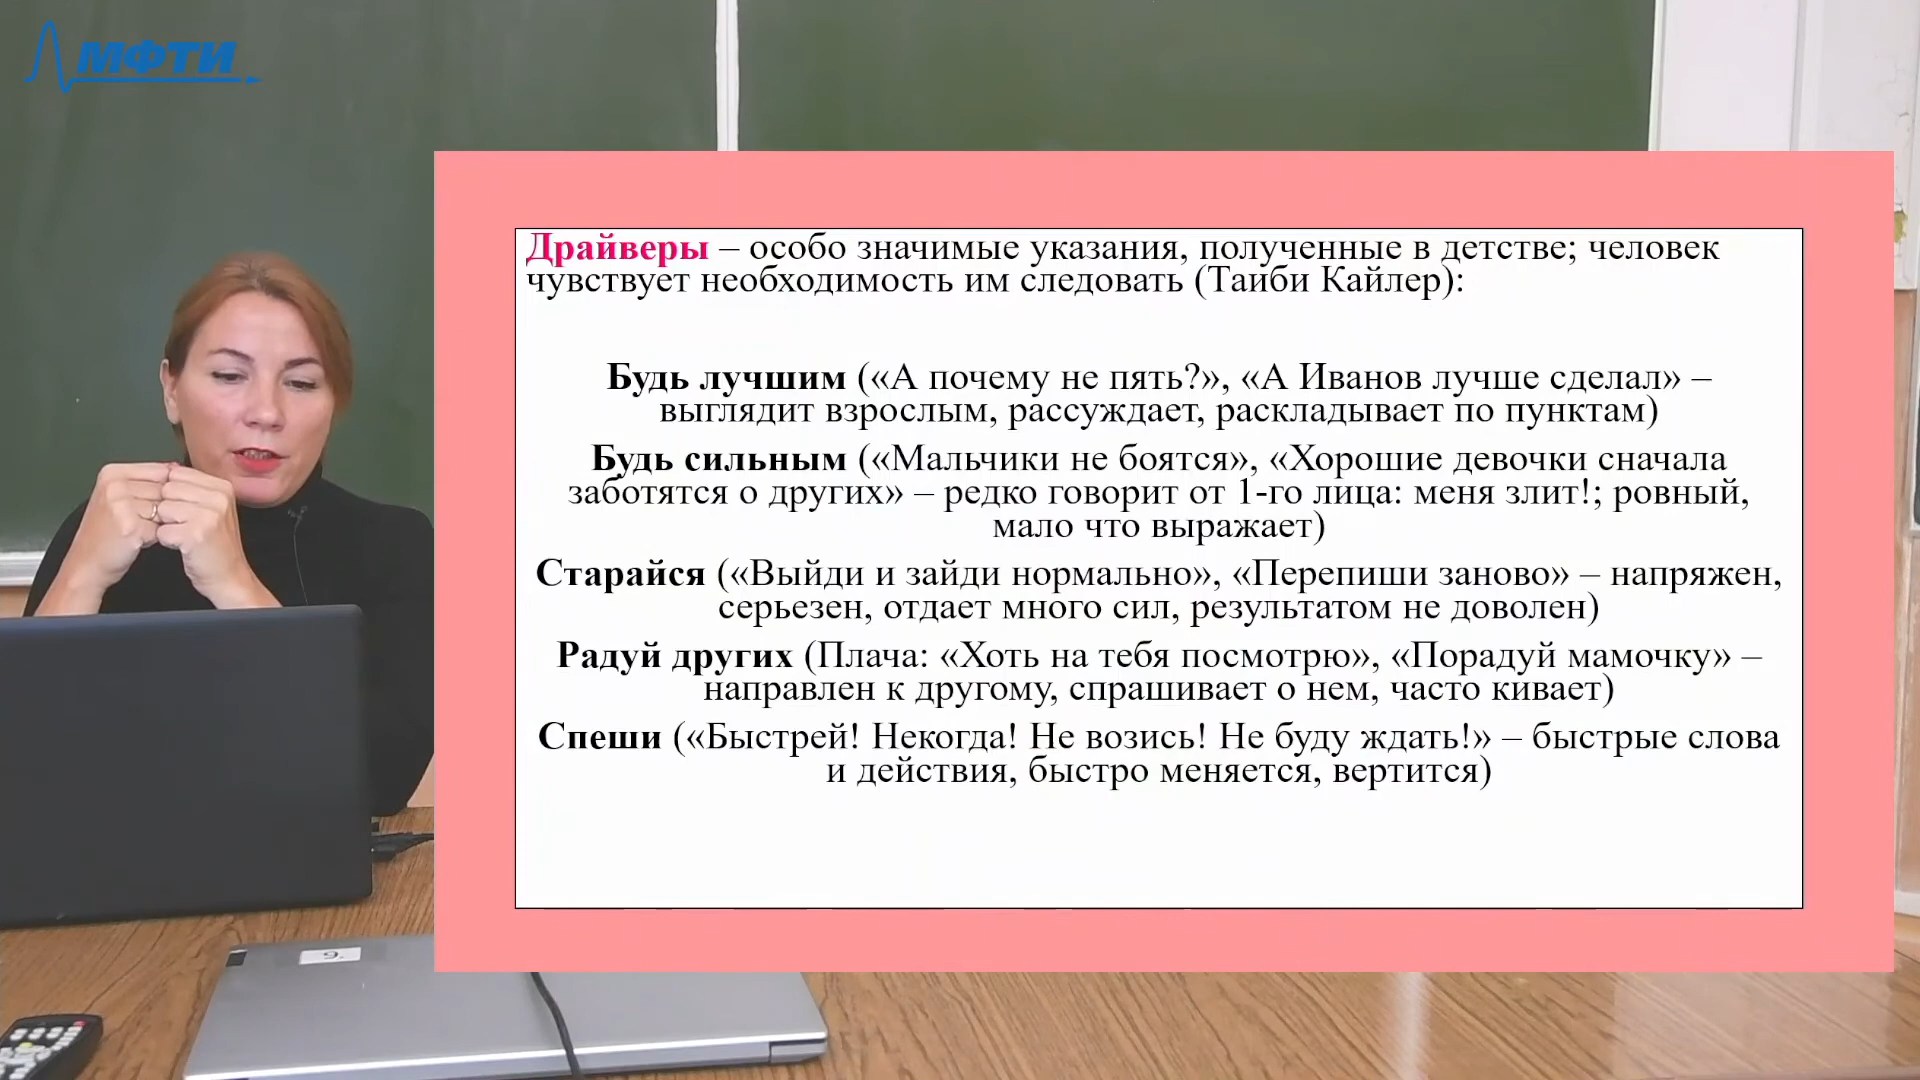 МФТИ
Драйверы – особо значимые указания, полученные в детстве; человек
чувствует необходимость им следовать (Таиби Кайлер):
Будь лучшим («А почему не пять?», «А Иванов лучше сделал» –
выглядит взрослым, рассуждает, раскладывает по пунктам)
Будь сильным («Мальчики не боятся», «Хорошие девочки сначала
заботятся о других» – редко говорит от 1-го лица: меня злит!; ровный,
мало что выражает)
Старайся («Выйди и зайди нормально», «Перепиши заново» – напряжен,
серьезен, отдает много сил, результатом не доволен)
Радуй других (Плача: «Хоть на тебя посмотрю», «Порадуй мамочку» –
направлен к другому, спрашивает о нем, часто кивает)
Спеши («Быстрей! Некогда! Не возись! Не буду ждать!» – быстрые слова
и действия, быстро меняется, вертится)